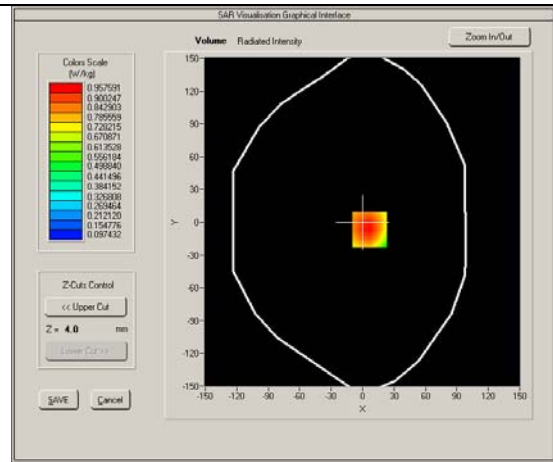 SAR Visualisation Graphical Interface
Volume Radiated Intensity
Zoom In/Out
Colors Scale
(W/kg)
0.957591
0.900247
0.842903
0.785559
0.728215
0.670871
0.613528
0.556184
0.498840
0.441496
0.384152
0.326808
0.269464
0.212120
0.154776
0.097432
Z-Cuts Control
<< Upper Cut
Z = 4.0 mm
Lower Cut >>
SAVE Cancel
150
120
90
60
30
Y 0
-30
-60
-90
-120
-150
-150 -120 -90 -60 -30 0 30 60 90 120 150
X